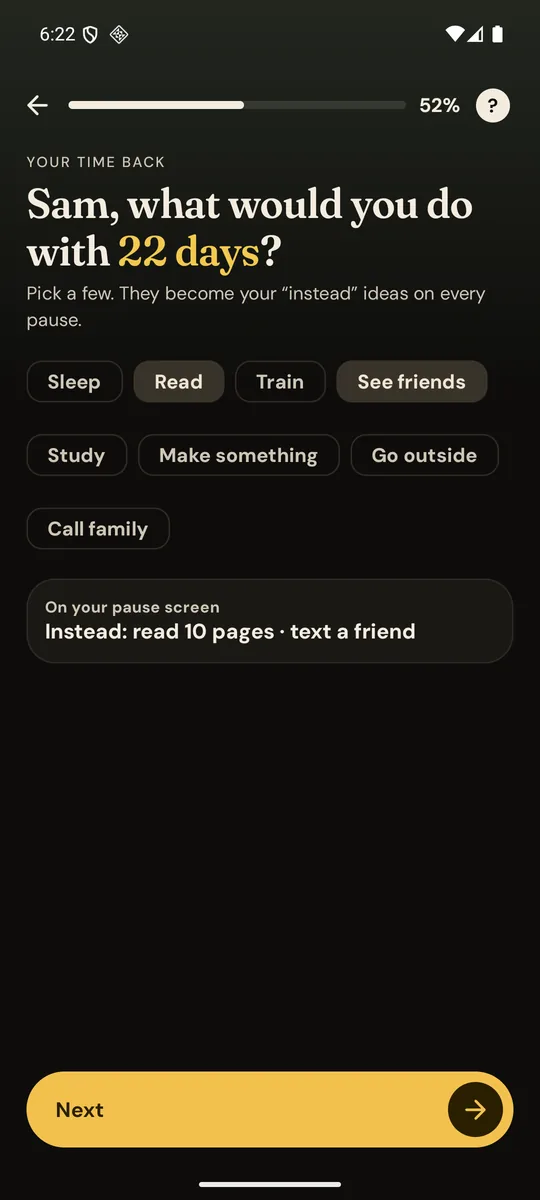 6:22
52% ?
YOUR TIME BACK
Sam, what would you do
with 22 days?
Pick a few. They become your “instead” ideas on every
pause.
Sleep Read Train See friends
Study Make something Go outside
Call family
On your pause screen
Instead: read 10 pages · text a friend
Next